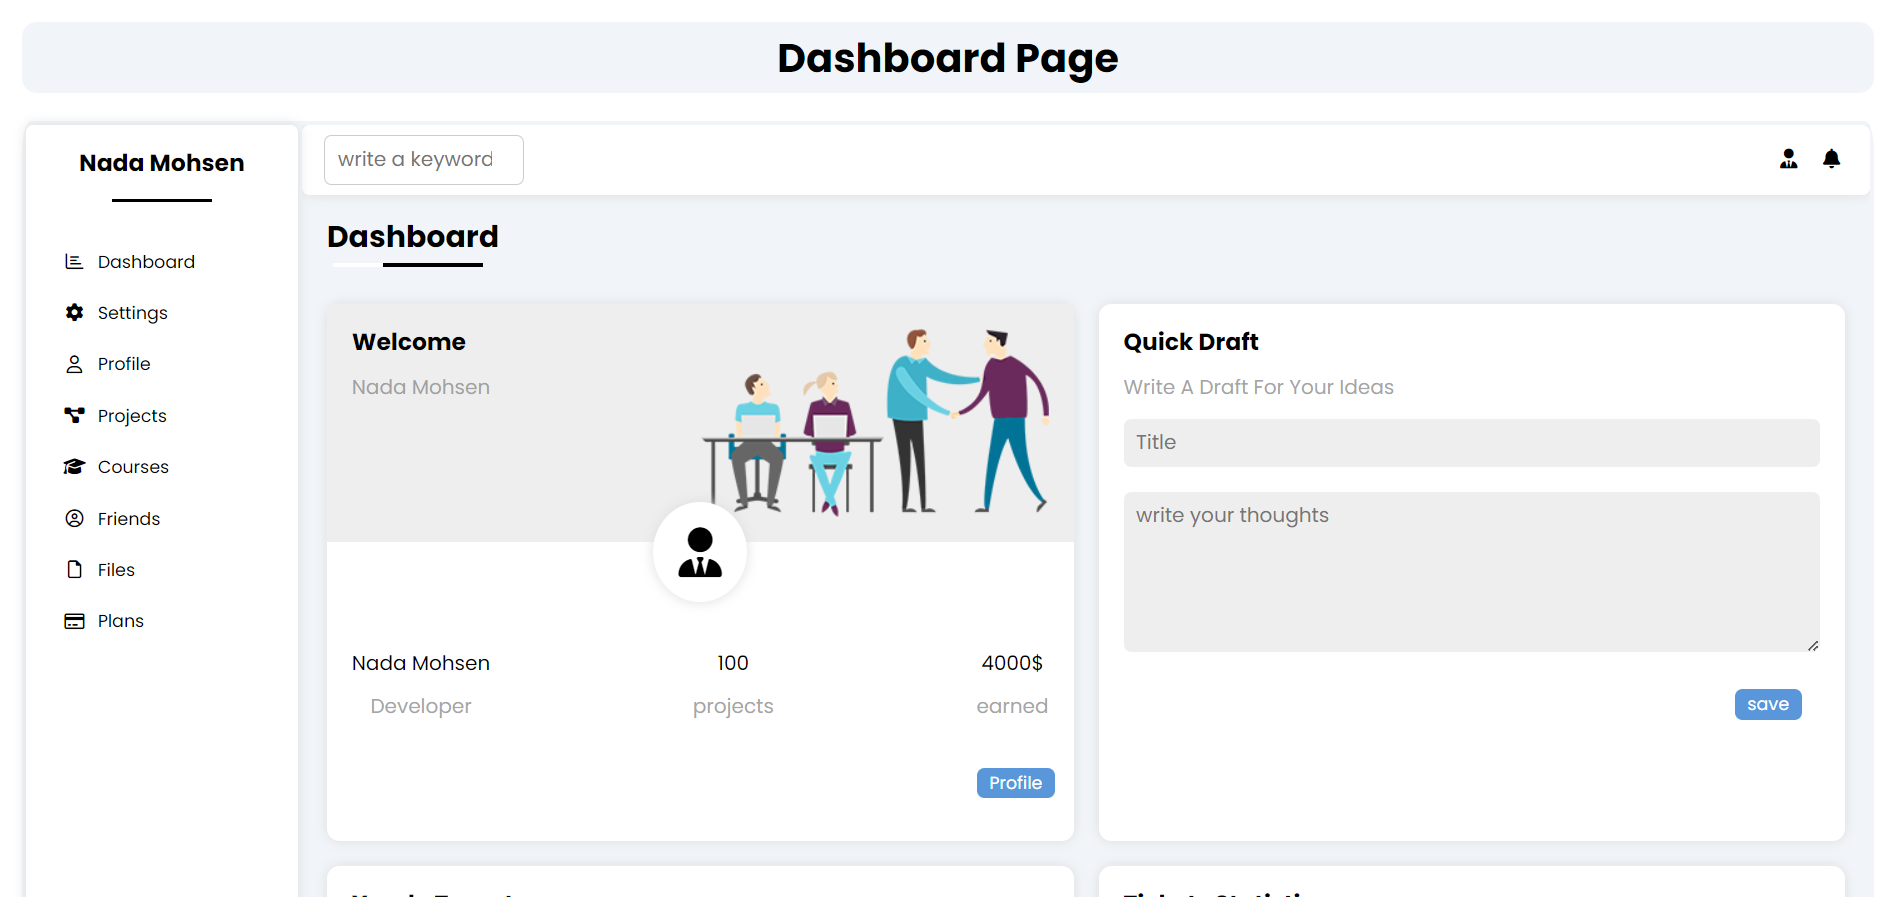 Dashboard Page
Nada Mohsen
Dashboard
Settings
Profile
Projects
Courses
Friends
Files
Plans
write a keyword
Dashboard
Welcome
Nada Mohsen
Nada Mohsen
Developer
100
projects
4000$
earned
Profile
Quick Draft
Write A Draft For Your Ideas
Title
write your thoughts
save